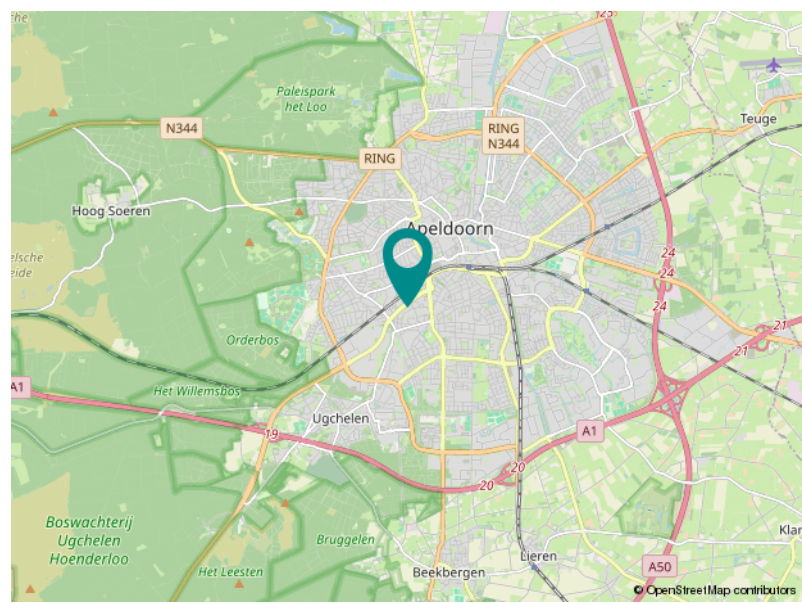 25
Paleispark
het Loo
Teuge
N344
RING
N344
RING
Hoog Soeren
Apeldoorn
24
24
24
elsche
eide
21
21
Orderbos
A1
Het Willemsbos
Ugchelen
19
A1
20
20
Boswachterij
Ugchelen
Hoenderloo
Bruggelen
Klar
Lieren
Het Leesten
Beekbergen
A50
© OpenStreetMap contributors